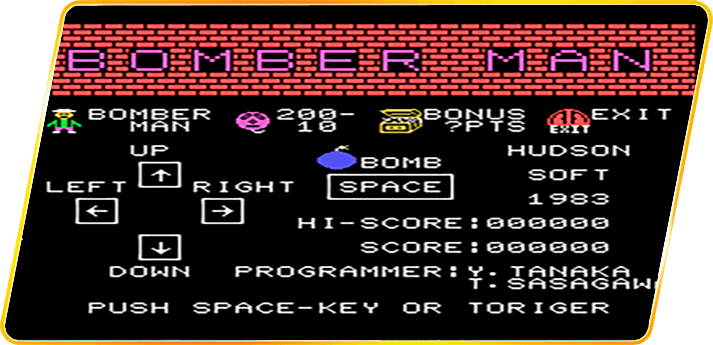 BOMBER MAN
BOMBER MAN
200-10
BONUS ?PTS
EXIT
EXIT
UP
LEFT
RIGHT
DOWN
BOMB
SPACE
HUDSON
SOFT
1983
HI-SCORE:000000
SCORE:000000
PROGRAMMER:Y.TANAKA
T.SASAGAWA
PUSH SPACE-KEY OR TORIGER